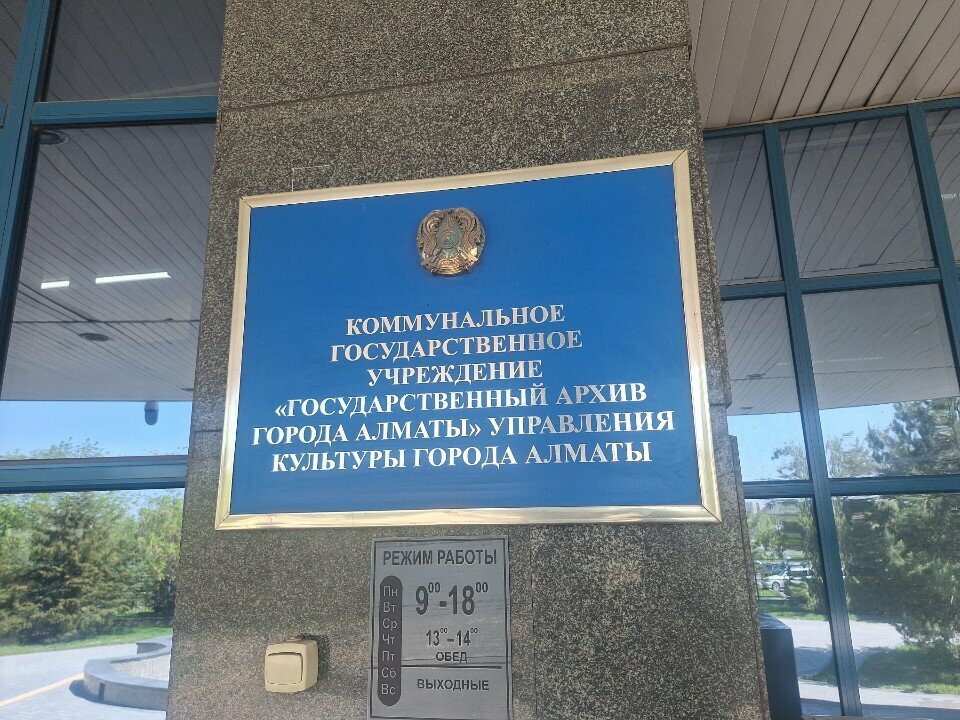 КОММУНАЛЬНОЕ
ГОСУДАРСТВЕННОЕ
УЧРЕЖДЕНИЕ
«ГОСУДАРСТВЕННЫЙ АРХИВ
ГОРОДА АЛМАТЫ» УПРАВЛЕНИЯ
КУЛЬТУРЫ ГОРОДА АЛМАТЫ
РЕЖИМ РАБОТЫ
Пн
Вт
Ср
Чт
Пт
Сб
Вс
9⁰⁰-18⁰⁰
13⁰⁰-14⁰⁰
ОБЕД
ВЫХОДНЫЕ